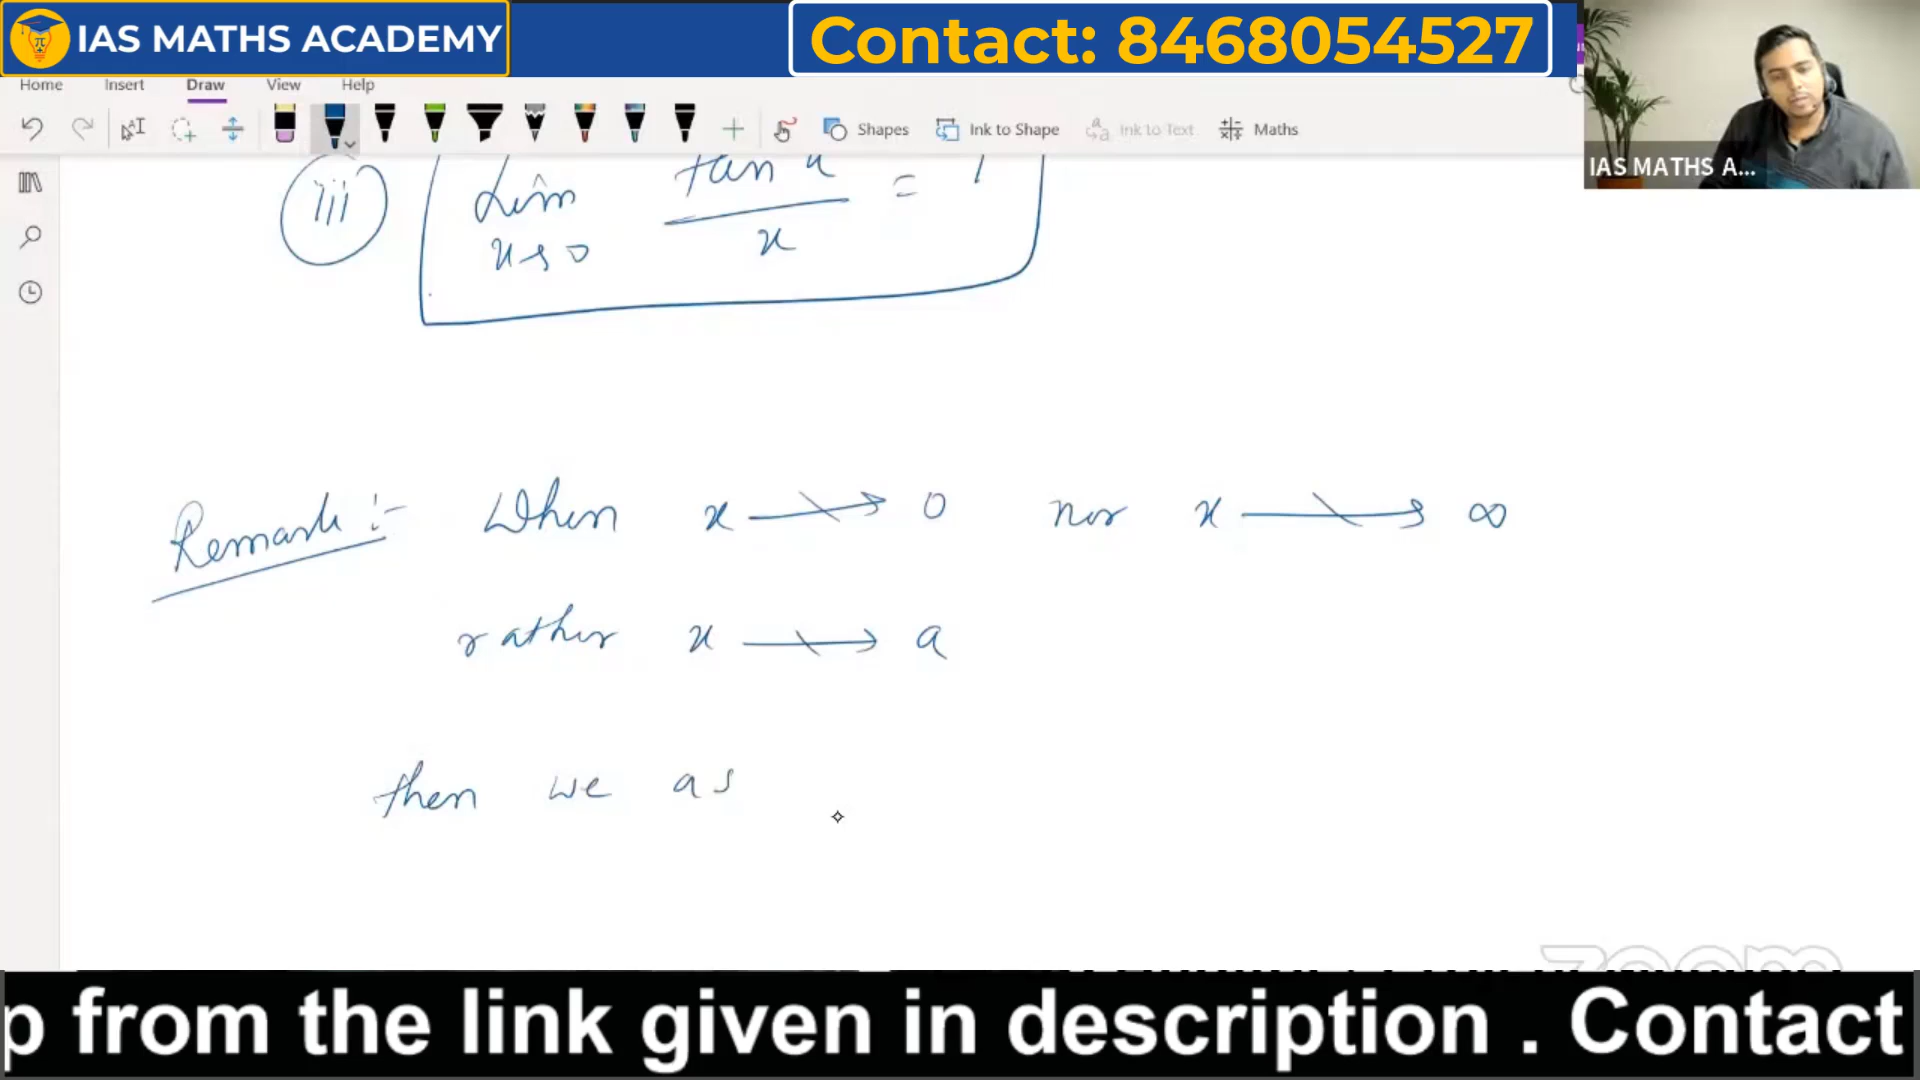 IAS MATHS ACADEMY
Contact: 8468054527
Home Insert Draw View Help
Shapes Ink to Shape Ink to Text Maths
IAS MATHS A...
iii Lim tan x = 1
x→0 x
Remark :- When x ↛ 0 nor x ↛ ∞
rather x ↛ a
then we as
zoom
p from the link given in description . Contact